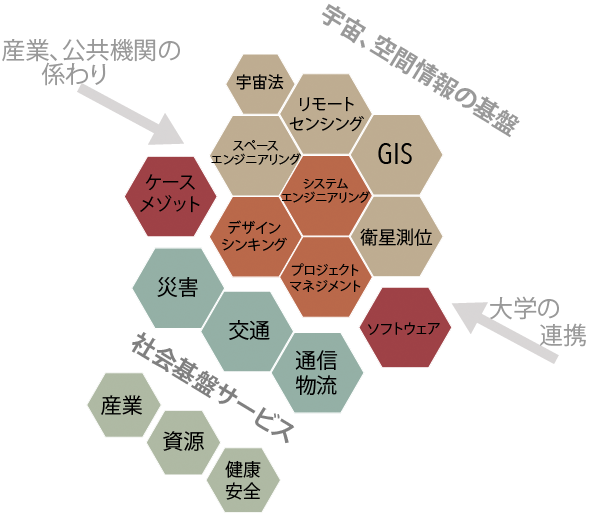 産業、公共機関の
係わり
宇宙、空間情報の基盤
宇宙法
リモート
センシング
スペース
エンジニアリング
GIS
ケース
メゾット
システム
エンジニアリング
デザイン
シンキング
衛星測位
プロジェクト
マネジメント
災害
交通
ソフトウェア
大学の
連携
通信
物流
社会基盤サービス
産業
資源
健康
安全